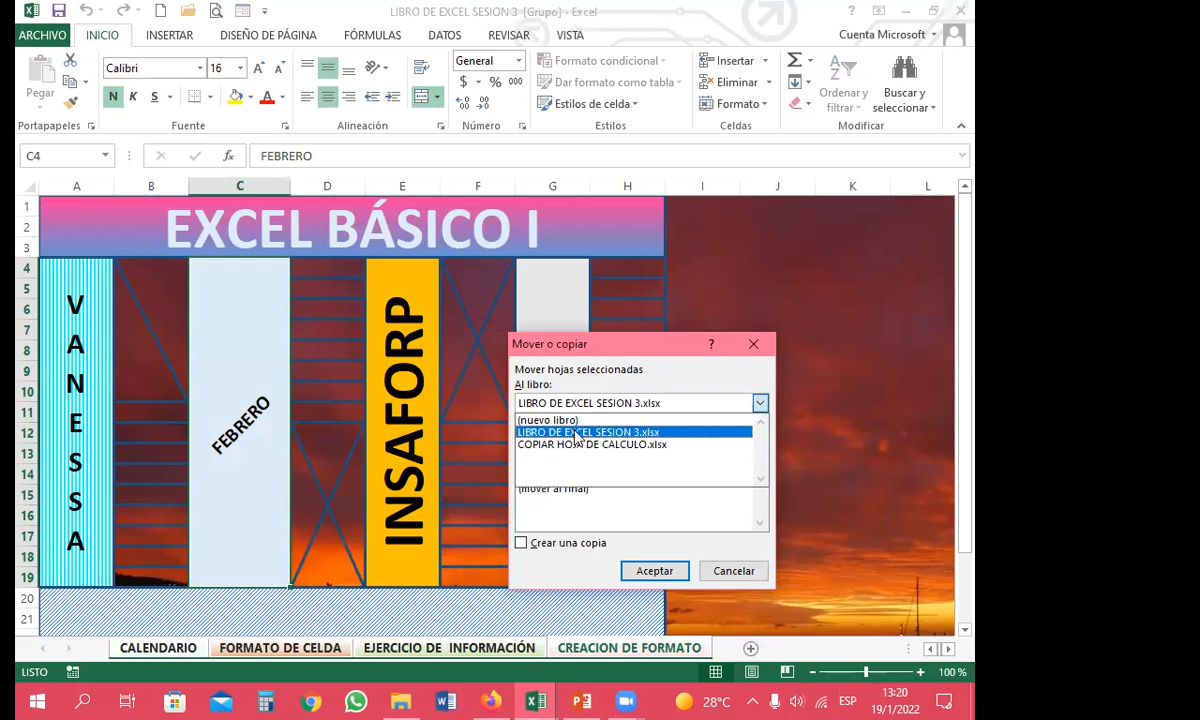 LIBRO DE EXCEL SESION 3 [Grupo] - Excel
?
ARCHIVO INICIO INSERTAR DISEÑO DE PÁGINA FÓRMULAS DATOS REVISAR VISTA Cuenta Microsoft
Pegar
Calibri 16
N K S
General
$ % 000
Formato condicional
Dar formato como tabla
Estilos de celda
Insertar
Eliminar
Formato
Ordenar y filtrar
Buscar y seleccionar
Portapapeles Fuente Alineación Número Estilos Celdas Modificar
C4 fx FEBRERO
A B C D E F G H I J K L
1
2
3
4
5
6
7
8
9
10
11
12
13
14
15
16
17
18
19
20
21
EXCEL BÁSICO I
V
A
N
E
S
S
A
FEBRERO
INSAFORP
Mover o copiar ?
Mover hojas seleccionadas
Al libro:
LIBRO DE EXCEL SESION 3.xlsx
(nuevo libro)
LIBRO DE EXCEL SESION 3.xlsx
COPIAR HOJA DE CALCULO.xlsx
(mover al final)
Crear una copia
Aceptar Cancelar
CALENDARIO FORMATO DE CELDA EJERCICIO DE INFORMACIÓN CREACION DE FORMATO
LISTO 100 %
28°C ESP 13:20
19/1/2022